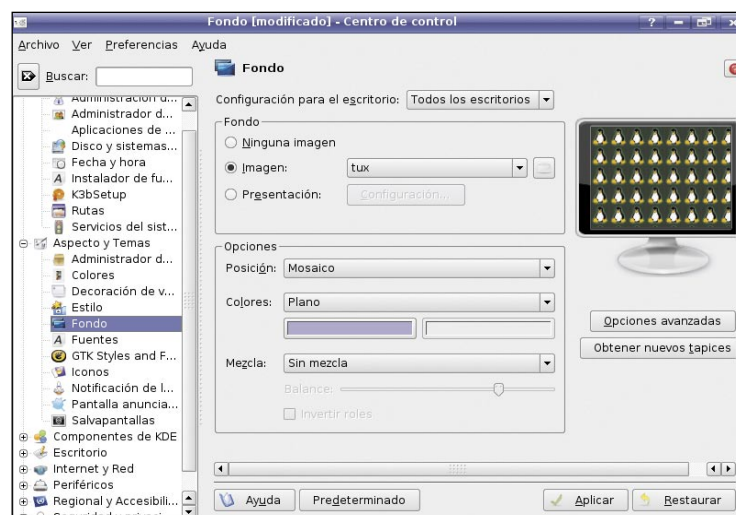 Fondo [modificado] - Centro de control
Archivo Ver Preferencias Ayuda
Buscar:
Administración d...
Administrador d...
Aplicaciones de ...
Disco y sistemas...
Fecha y hora
Instalador de fu...
K3bSetup
Rutas
Servicios del sist...
Aspecto y Temas
Administrador d...
Colores
Decoración de v...
Estilo
Fondo
Fuentes
GTK Styles and F...
Iconos
Notificación de l...
Pantalla anuncia...
Salvapantallas
Componentes de KDE
Escritorio
Internet y Red
Periféricos
Regional y Accesibili...
Fondo
Configuración para el escritorio: Todos los escritorios
Fondo
Ninguna imagen
Imagen: tux
Presentación: Configuración...
Opciones
Posición: Mosaico
Colores: Plano
Mezcla: Sin mezcla
Balance:
Invertir roles
Opciones avanzadas
Obtener nuevos tapices
Ayuda Predeterminado Aplicar Restaurar